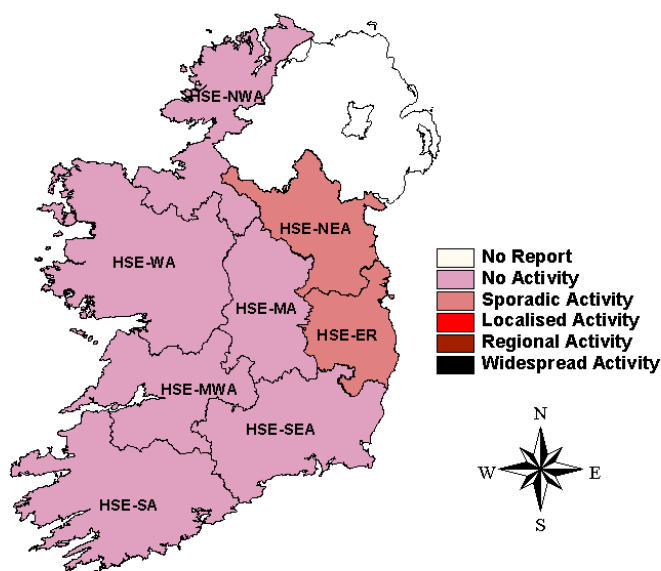 HSE-NWA
HSE-NEA
HSE-WA
HSE-MA
HSE-ER
HSE-MWA
HSE-SEA
HSE-SA
No Report
No Activity
Sporadic Activity
Localised Activity
Regional Activity
Widespread Activity
N
W E
S